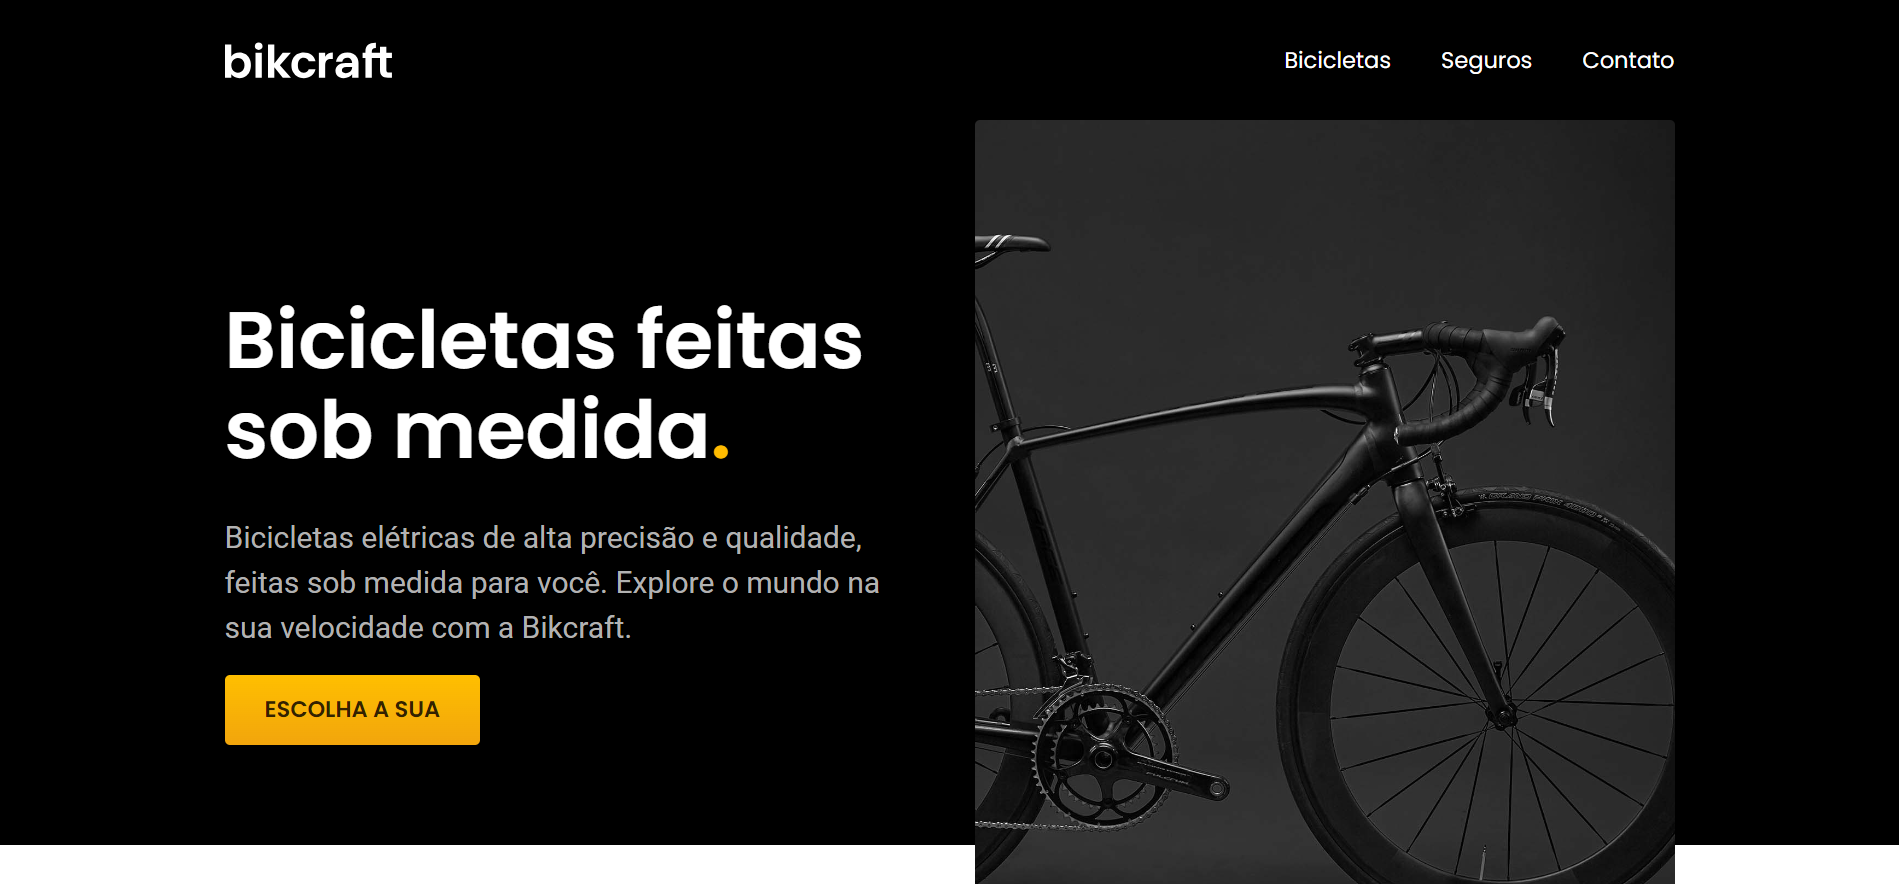 bikcraft
Bicicletas
Seguros
Contato
Bicicletas feitas
sob medida.
Bicicletas elétricas de alta precisão e qualidade,
feitas sob medida para você. Explore o mundo na
sua velocidade com a Bikcraft.
ESCOLHA A SUA